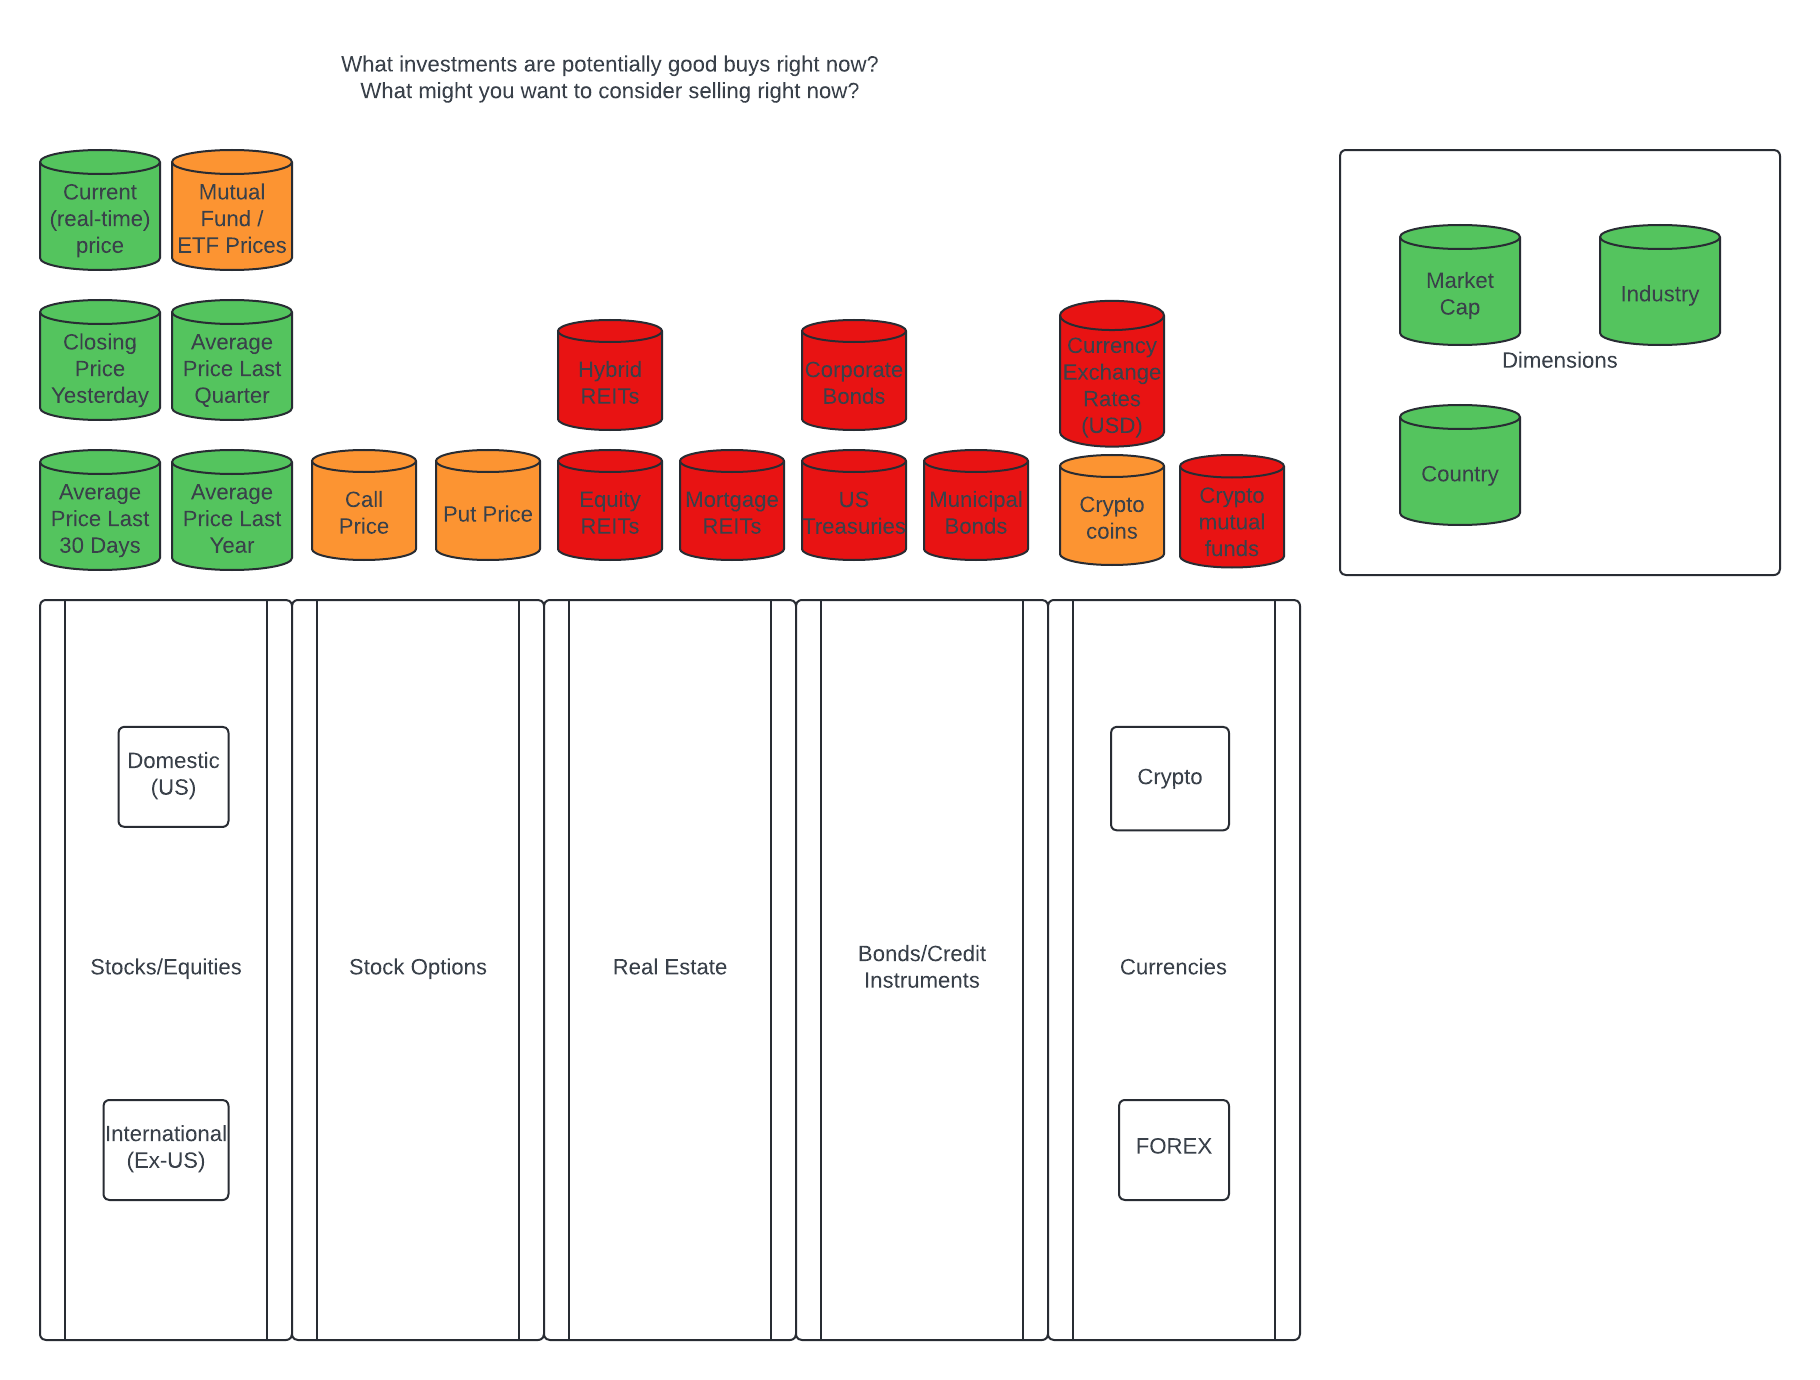 What investments are potentially good buys right now?
What might you want to consider selling right now?
Current
(real-time)
price
Mutual
Fund /
ETF Prices
Closing
Price
Yesterday
Average
Price Last
Quarter
Hybrid
REITs
Corporate
Bonds
Currency
Exchange
Rates
(USD)
Average
Price Last
30 Days
Average
Price Last
Year
Call
Price
Put Price
Equity
REITs
Mortgage
REITs
US
Treasuries
Municipal
Bonds
Crypto
coins
Crypto
mutual
funds
Market
Cap
Industry
Dimensions
Country
Domestic
(US)
Stocks/Equities
International
(Ex-US)
Stock Options
Real Estate
Bonds/Credit
Instruments
Crypto
Currencies
FOREX